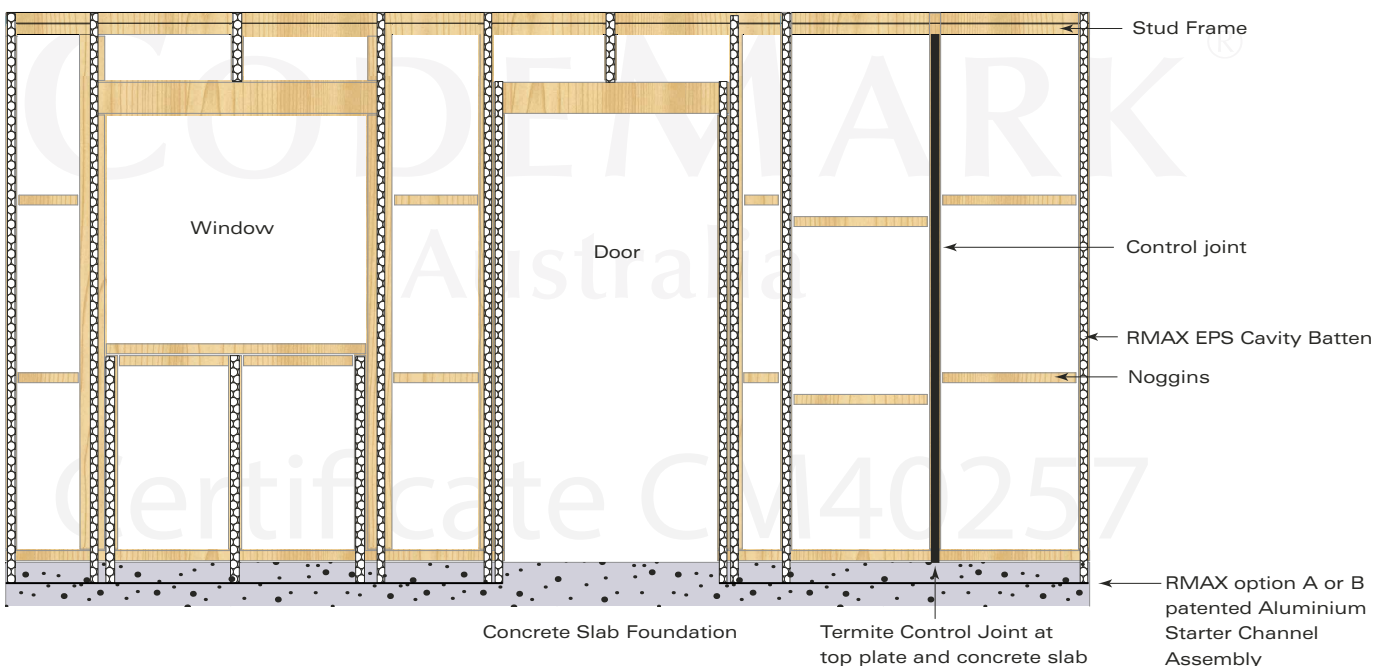 Stud Frame
CODEMARK ®
Window
Door
Australia
Control joint
RMAX EPS Cavity Batten
Noggins
Certificate CM40257
RMAX option A or B
patented Aluminium
Starter Channel
Assembly
Concrete Slab Foundation
Termite Control Joint at
top plate and concrete slab